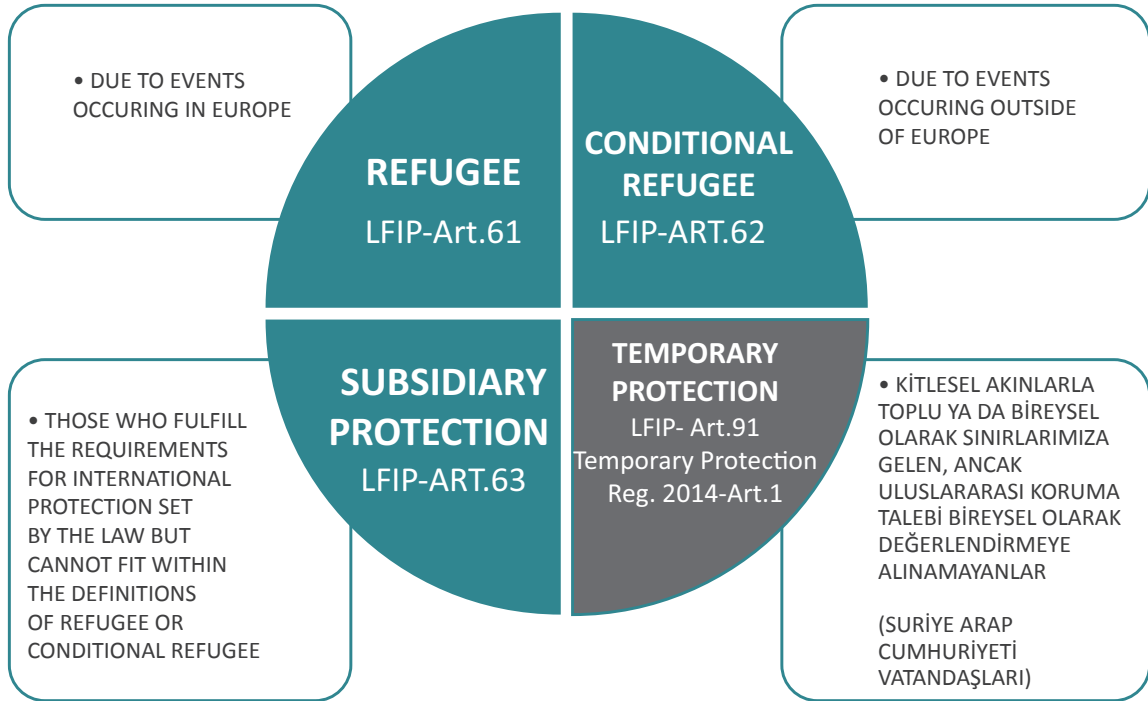 • DUE TO EVENTS
OCCURING IN EUROPE
REFUGEE
LFIP-Art.61
CONDITIONAL
REFUGEE
LFIP-ART.62
• DUE TO EVENTS
OCCURING OUTSIDE
OF EUROPE
• THOSE WHO FULFILL
THE REQUIREMENTS
FOR INTERNATIONAL
PROTECTION SET
BY THE LAW BUT
CANNOT FIT WITHIN
THE DEFINITIONS
OF REFUGEE OR
CONDITIONAL REFUGEE
SUBSIDIARY
PROTECTION
LFIP-ART.63
TEMPORARY
PROTECTION
LFIP- Art.91
Temporary Protection
Reg. 2014-Art.1
• KİTLESEL AKINLARLA
TOPLU YA DA BİREYSEL
OLARAK SINIRLARIMIZA
GELEN, ANCAK
ULUSLARARASI KORUMA
TALEBİ BİREYSEL OLARAK
DEĞERLENDİRMEYE
ALINAMAYANLAR
(SURİYE ARAP
CUMHURİYETİ
VATANDAŞLARI)